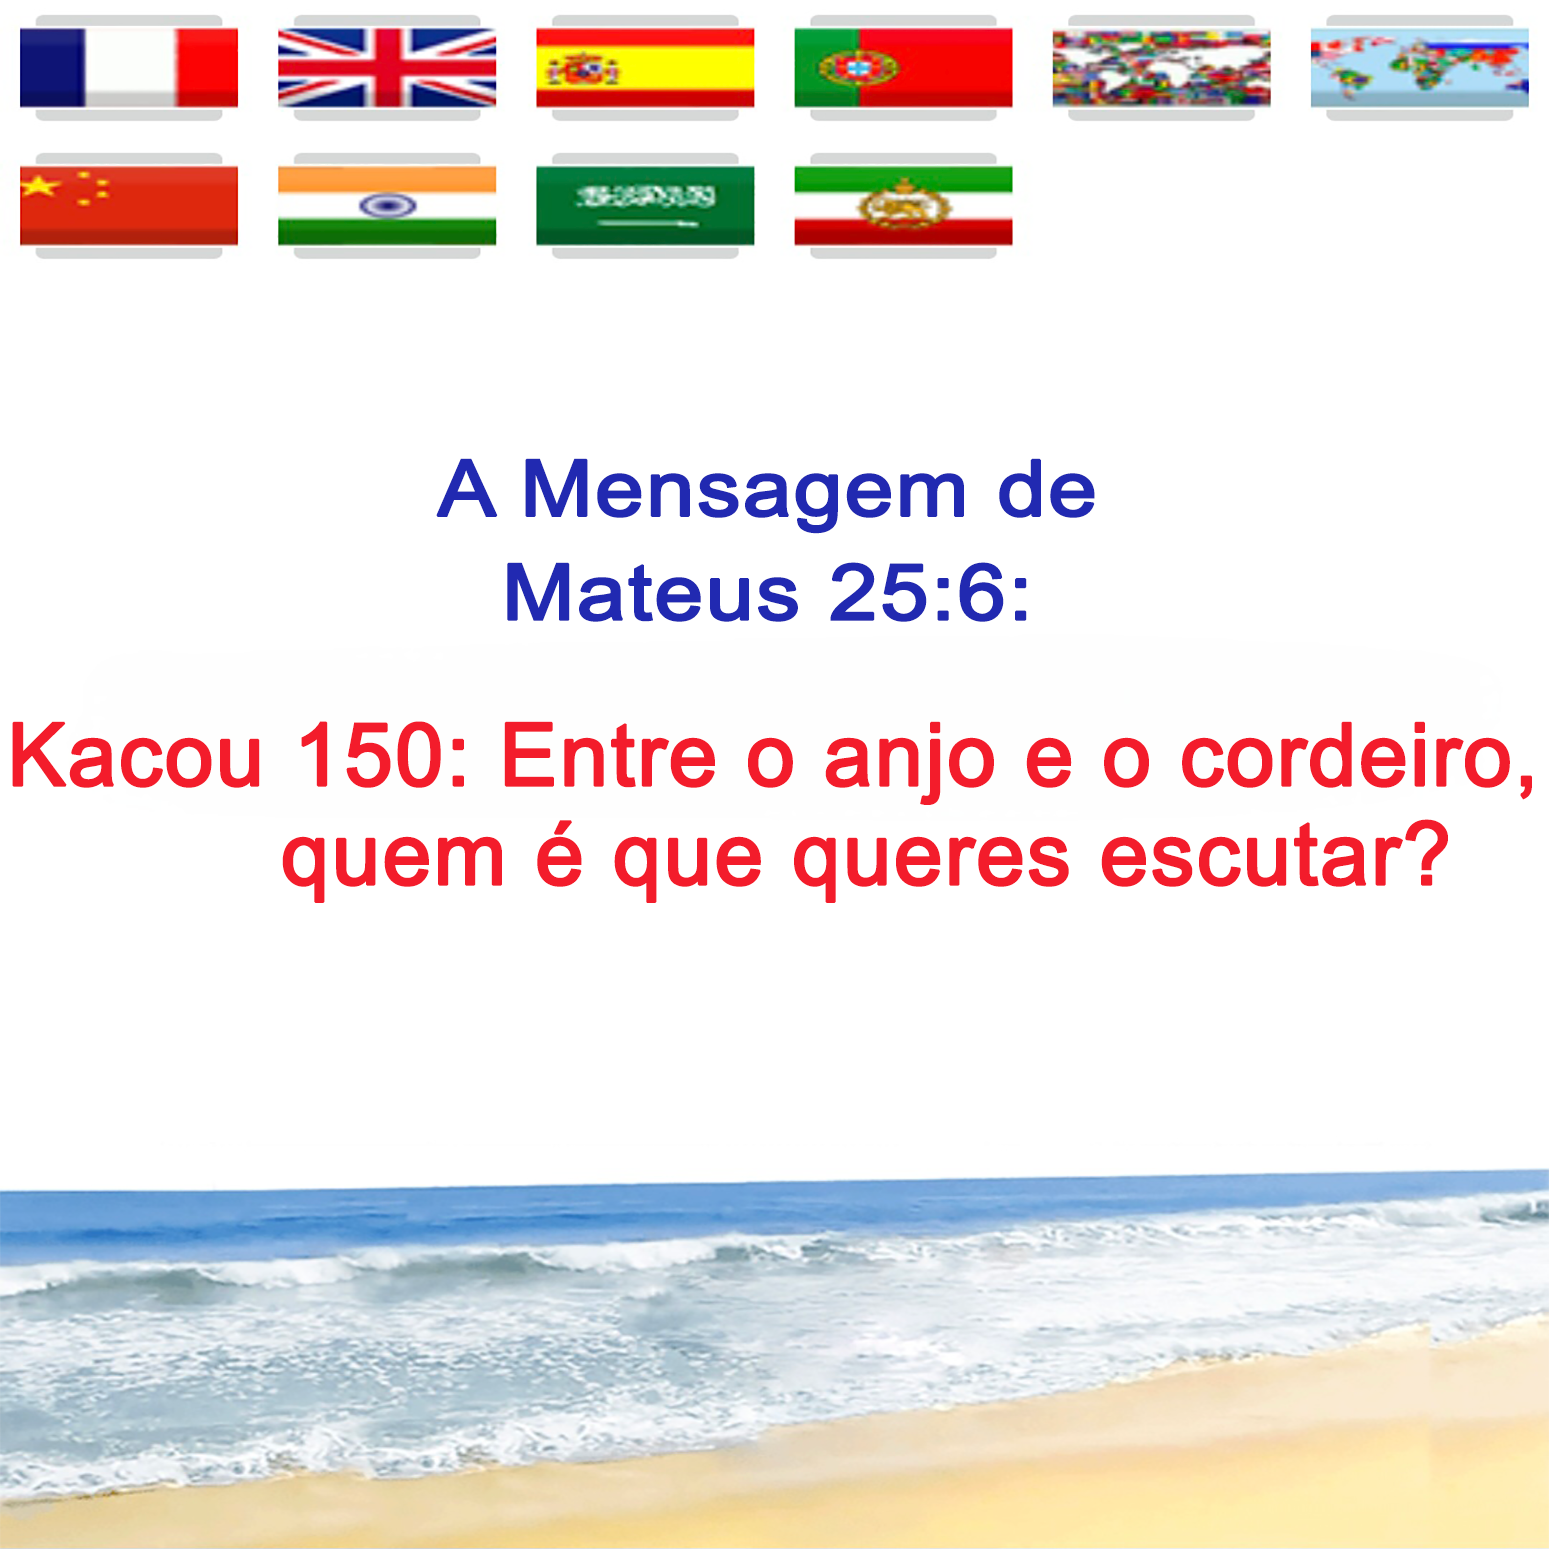 A Mensagem de
Mateus 25:6:
Kacou 150: Entre o anjo e o cordeiro,
quem é que queres escutar?